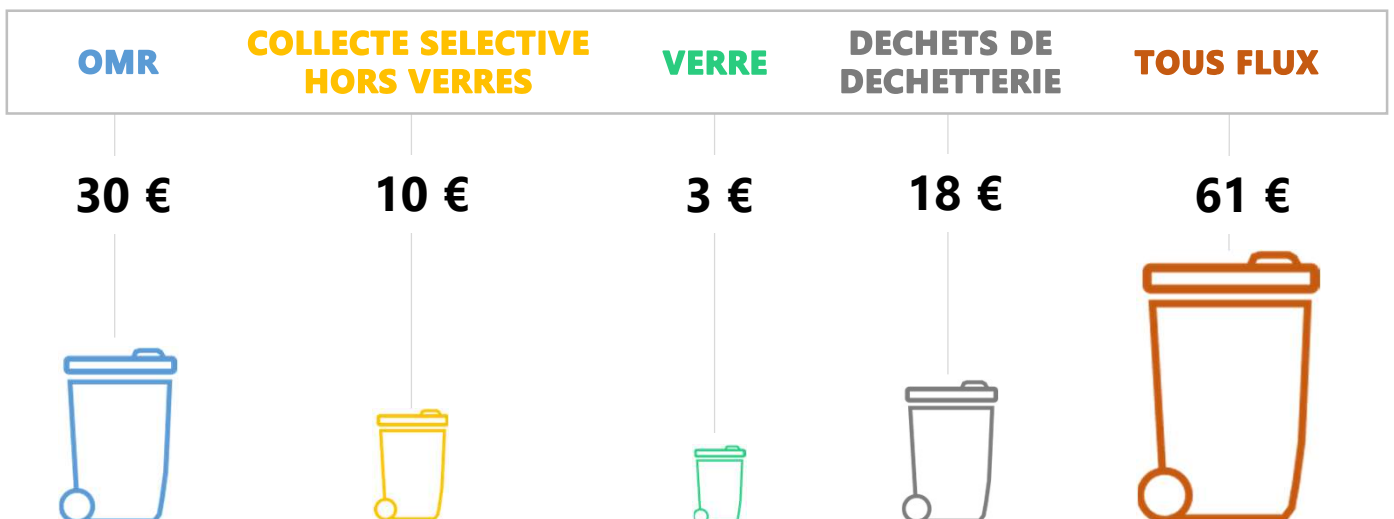 OMR
COLLECTE SELECTIVE
HORS VERRES
VERRE
DECHETS DE
DECHETTERIE
TOUS FLUX
30 €
10 €
3 €
18 €
61 €